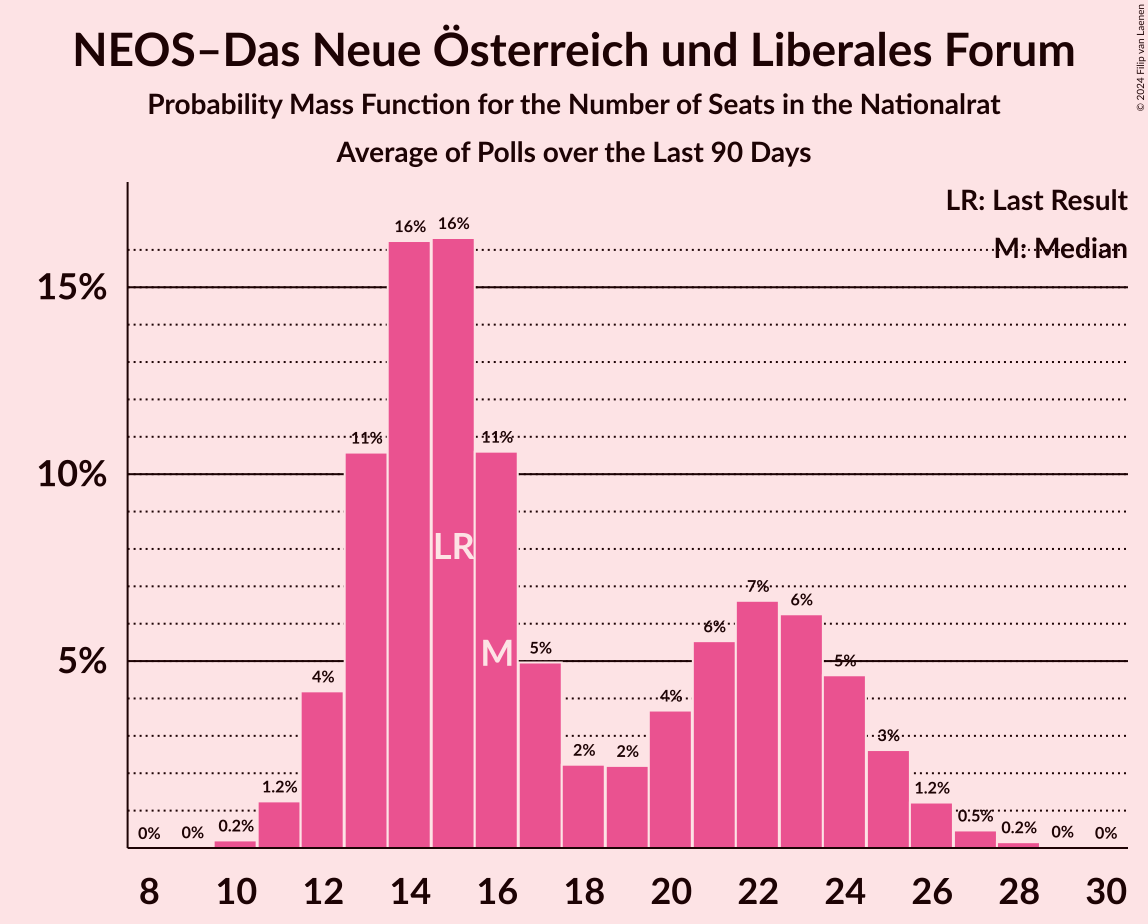 NEOS–Das Neue Österreich und Liberales Forum
Probability Mass Function for the Number of Seats in the Nationalrat
Average of Polls over the Last 90 Days
© 2024 Filip van Laenen
LR: Last Result
M: Median
15%
10%
5%
0%
0%
0.2%
1.2%
4%
11%
16%
16%
11%
5%
2%
2%
4%
6%
7%
6%
5%
3%
1.2%
0.5%
0.2%
0%
0%
LR
M
8 10 12 14 16 18 20 22 24 26 28 30